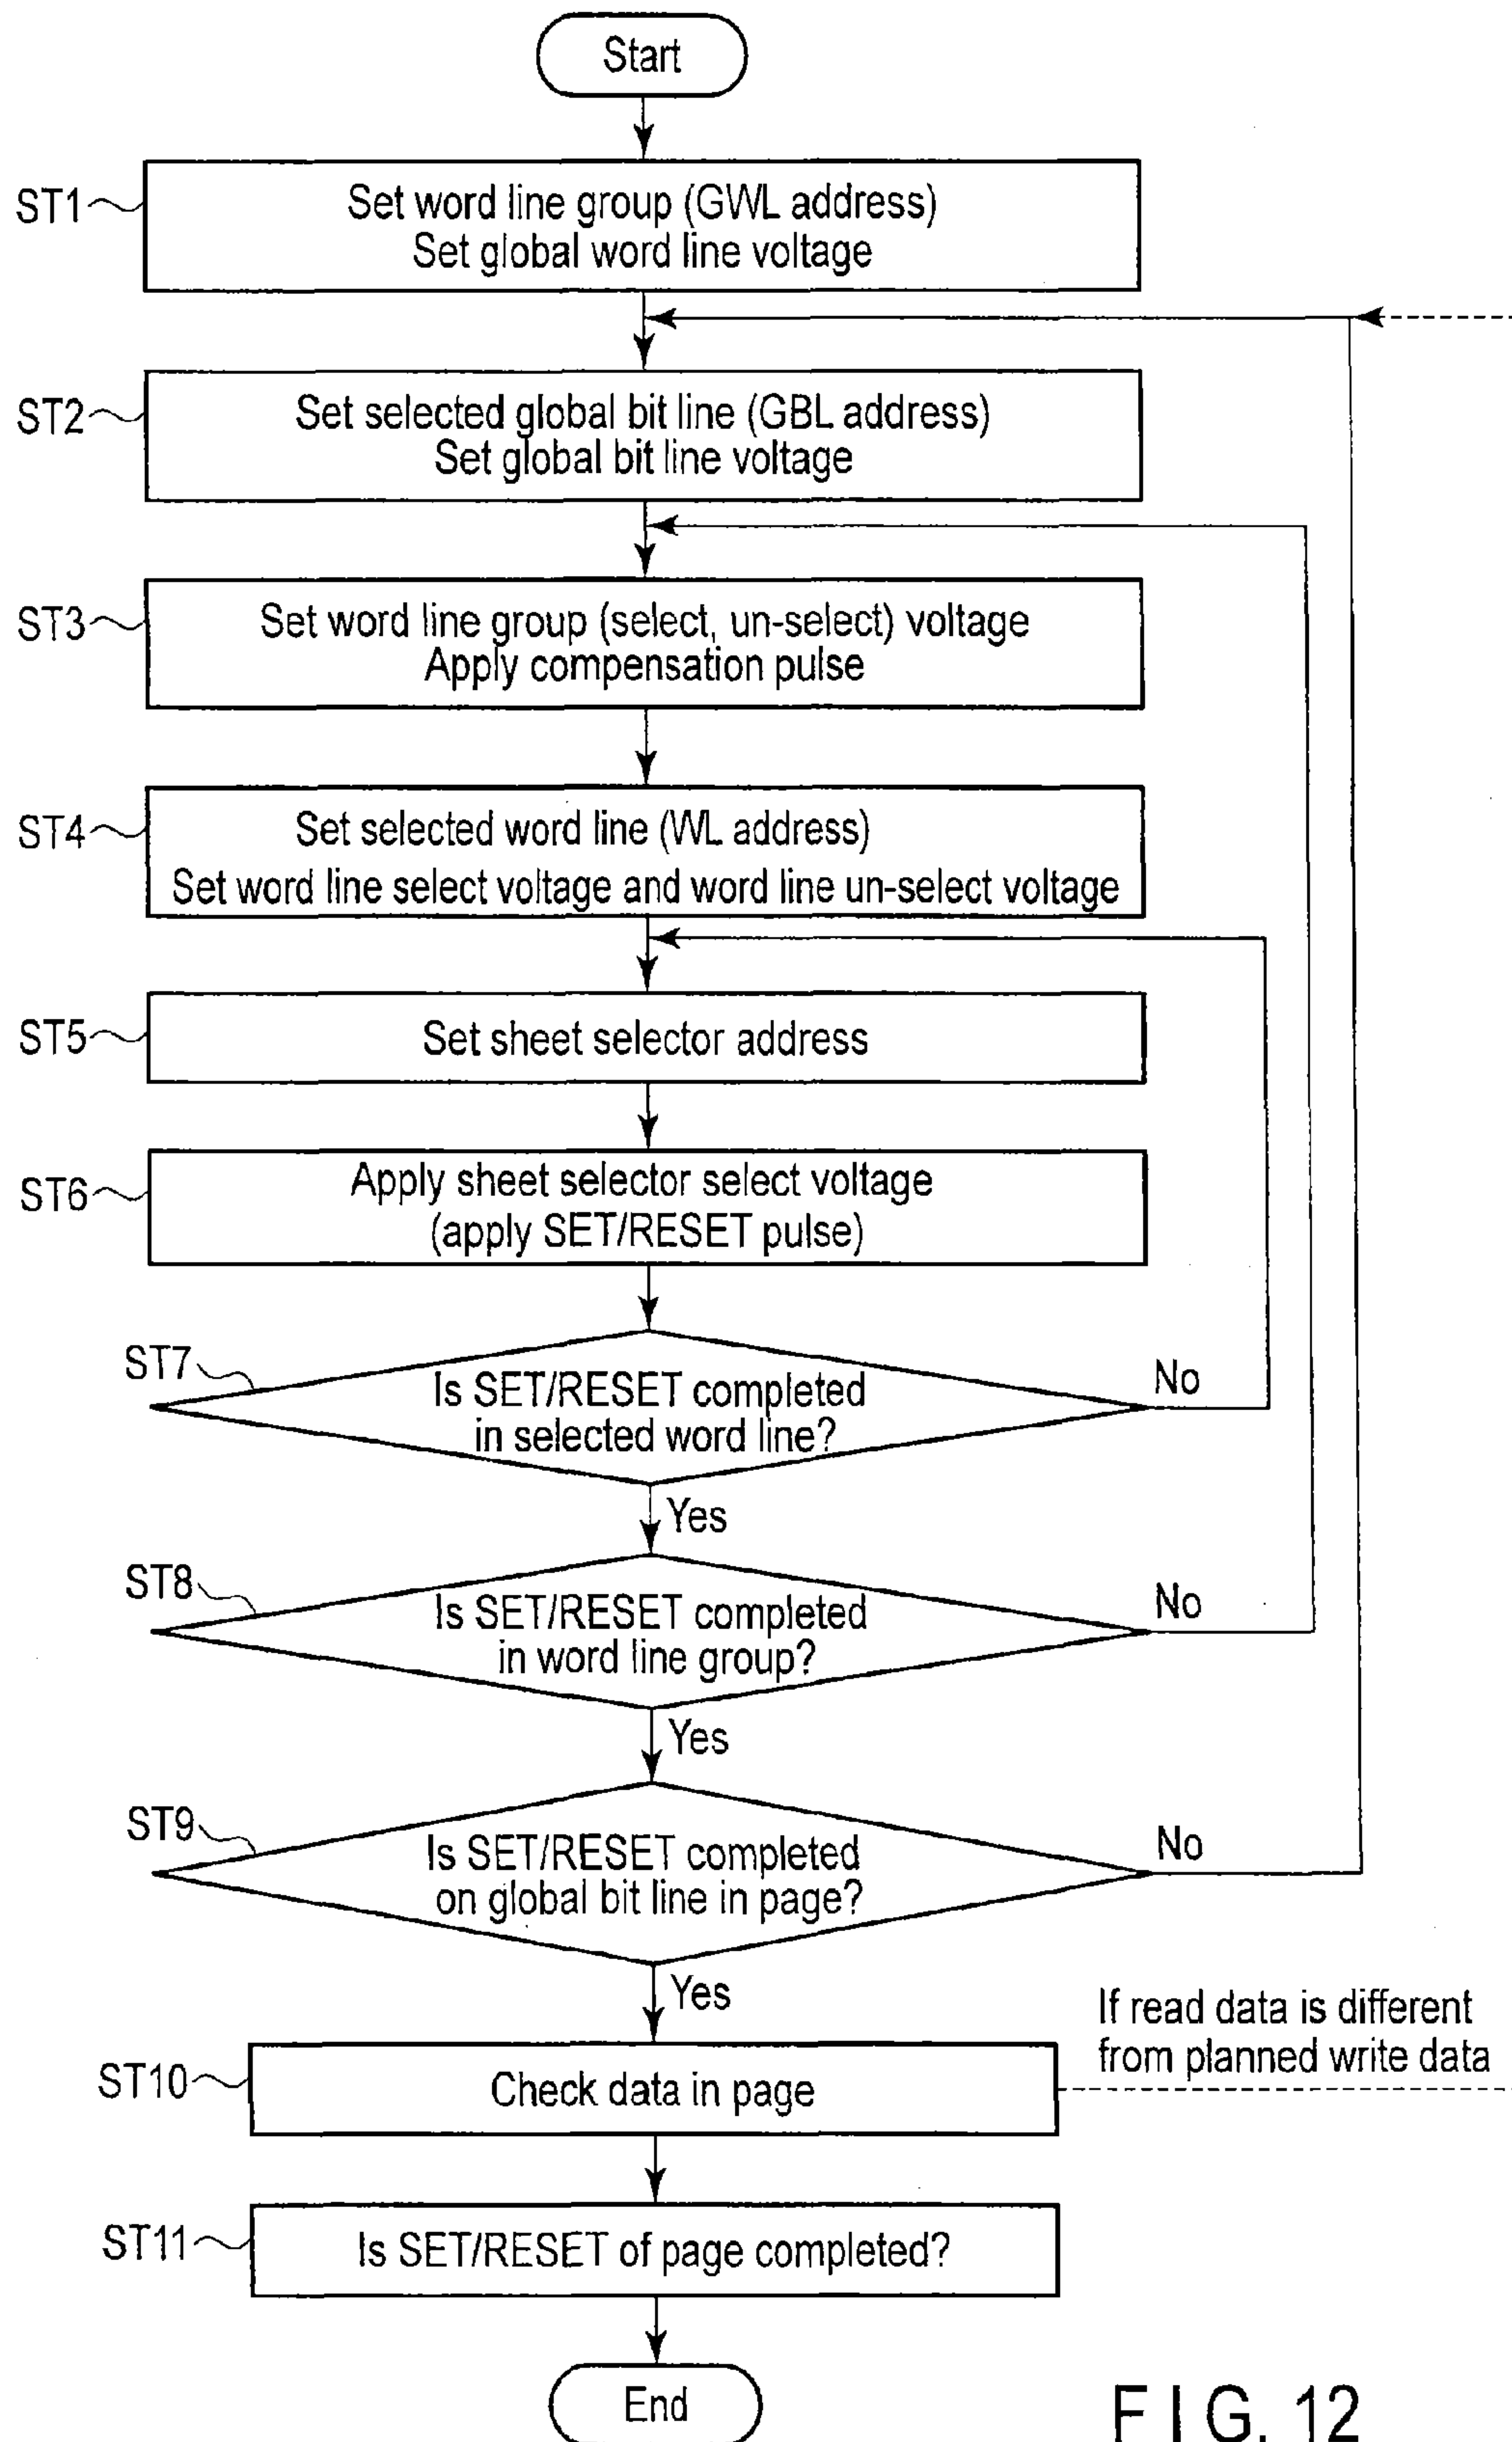 Start
ST1
Set word line group (GWL address)
Set global word line voltage
ST2
Set selected global bit line (GBL address)
Set global bit line voltage
ST3
Set word line group (select, un-select) voltage
Apply compensation pulse
ST4
Set selected word line (WL address)
Set word line select voltage and word line un-select voltage
ST5
Set sheet selector address
ST6
Apply sheet selector select voltage
(apply SET/RESET pulse)
ST7
Is SET/RESET completed
in selected word line?
No
Yes
ST8
Is SET/RESET completed
in word line group?
No
Yes
ST9
Is SET/RESET completed
on global bit line in page?
No
Yes
If read data is different
from planned write data
ST10
Check data in page
ST11
Is SET/RESET of page completed?
End
FIG. 12